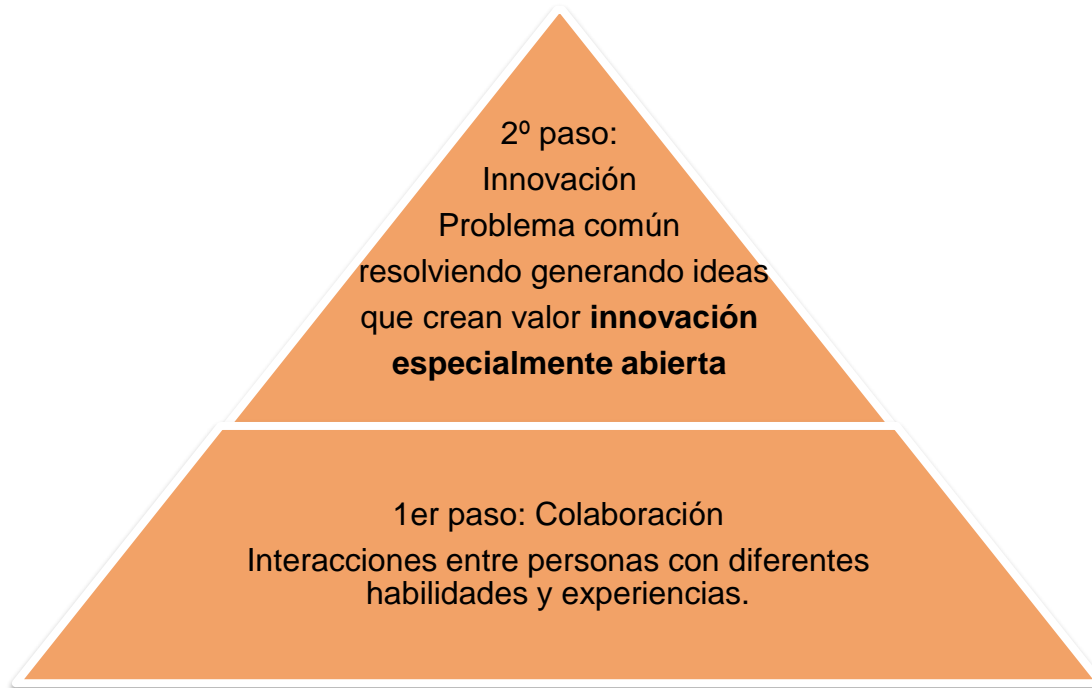 2º paso:
Innovación
Problema común
resolviendo generando ideas
que crean valor innovación
especialmente abierta
1er paso: Colaboración
Interacciones entre personas con diferentes
habilidades y experiencias.